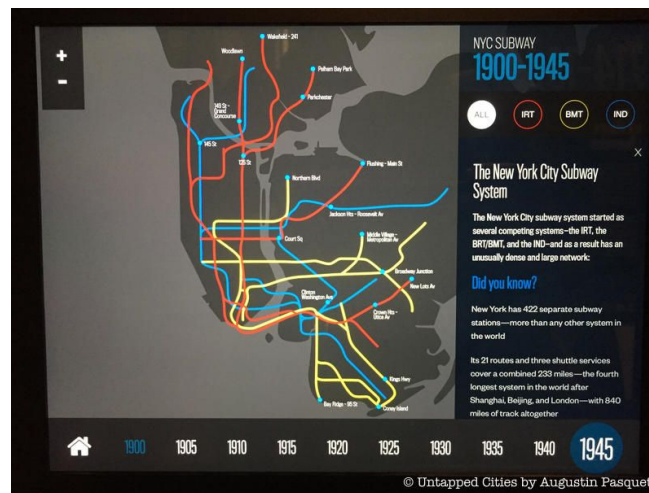 +
-
Wakefield - 241
Woodlawn
Pelham Bay Park
Parkchester
149 St -
Grand
Concourse
145 St
125 St
Flushing - Main St
Northern Blvd
Jackson Hts - Roosevelt Av
Court Sq
Middle Village -
Metropolitan Av
Broadway Junction
New Lots Av
Clinton
Washington Avs
Crown Hts -
Utica Av
Kings Hwy
Bay Ridge - 95 St
Coney Island
NYC SUBWAY
1900-1945
ALL
IRT
BMT
IND
X
The New York City Subway
System
The New York City subway system started as
several competing systems–the IRT, the
BRT/BMT, and the IND–and as a result has an
unusually dense and large network:
Did you know?
New York has 422 separate subway
stations—more than any other system in
the world
Its 21 routes and three shuttle services
cover a combined 233 miles—the fourth
longest system in the world after
Shanghai, Beijing, and London—with 840
miles of track altogether
1900 1905 1910 1915 1920 1925 1930 1935 1940 1945
© Untapped Cities by Augustin Pasquet